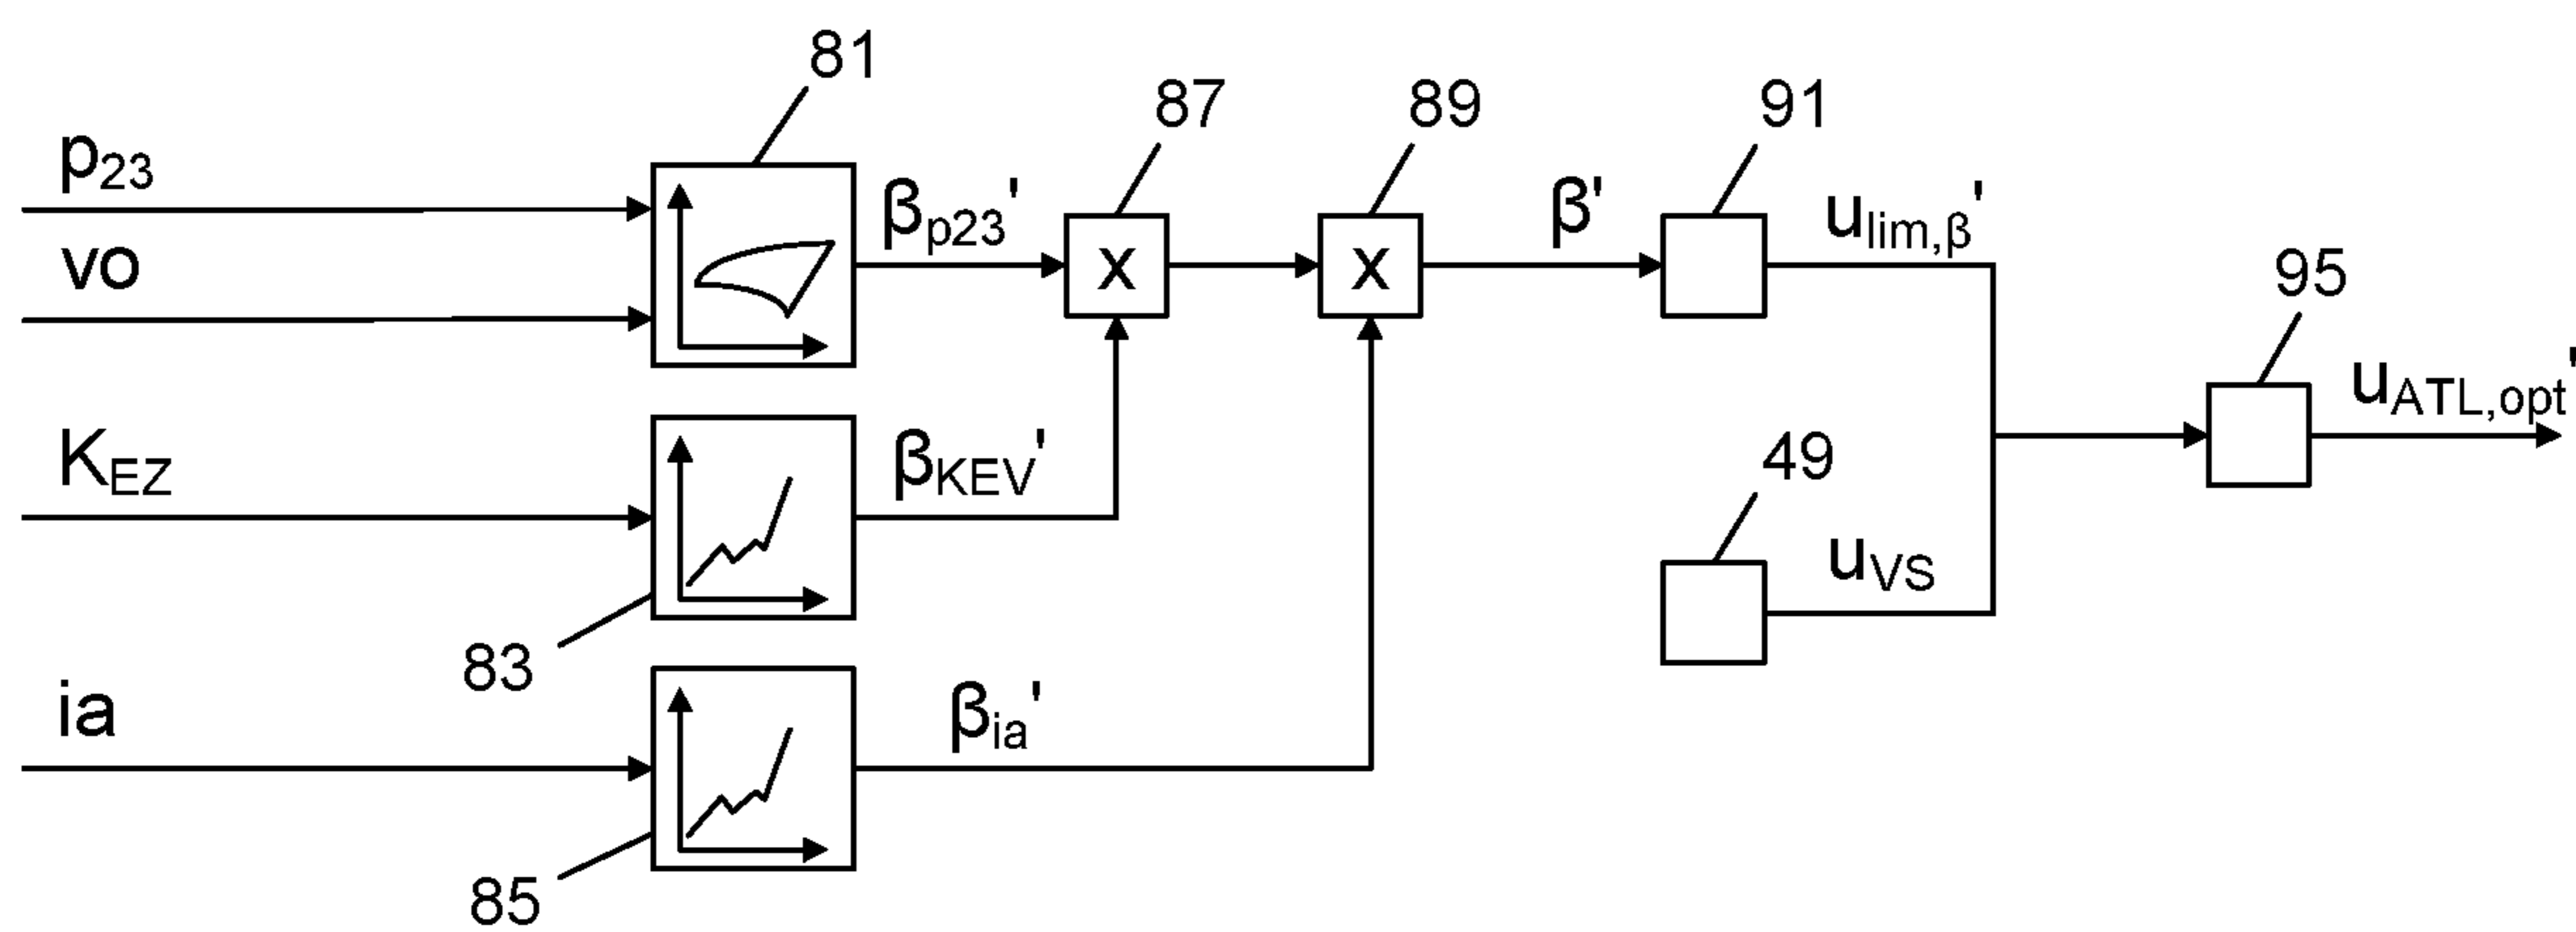 81
87
89
91
p23
βp23'
β'
ulim,β'
vo
x
x
95
uATL,opt'
KEZ
βKEV'
49
uVS
83
ia
βia'
85